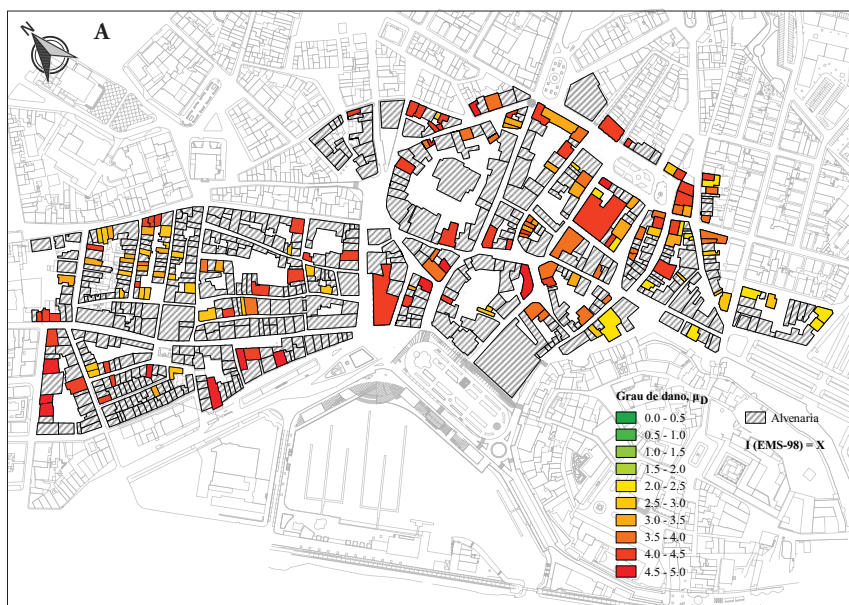 N
A
Grau de dano, μD
0.0 - 0.5
0.5 - 1.0
1.0 - 1.5
1.5 - 2.0
2.0 - 2.5
2.5 - 3.0
3.0 - 3.5
3.5 - 4.0
4.0 - 4.5
4.5 - 5.0
Alvenaria
I (EMS-98) = X